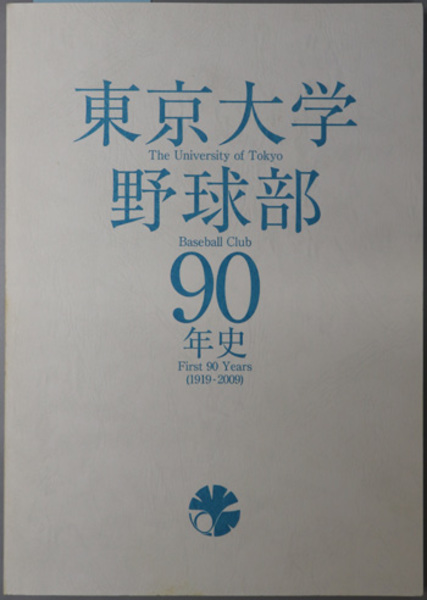 東京大学
The University of Tokyo
野球部
Baseball Club
90
年史
First 90 Years
(1919-2009)